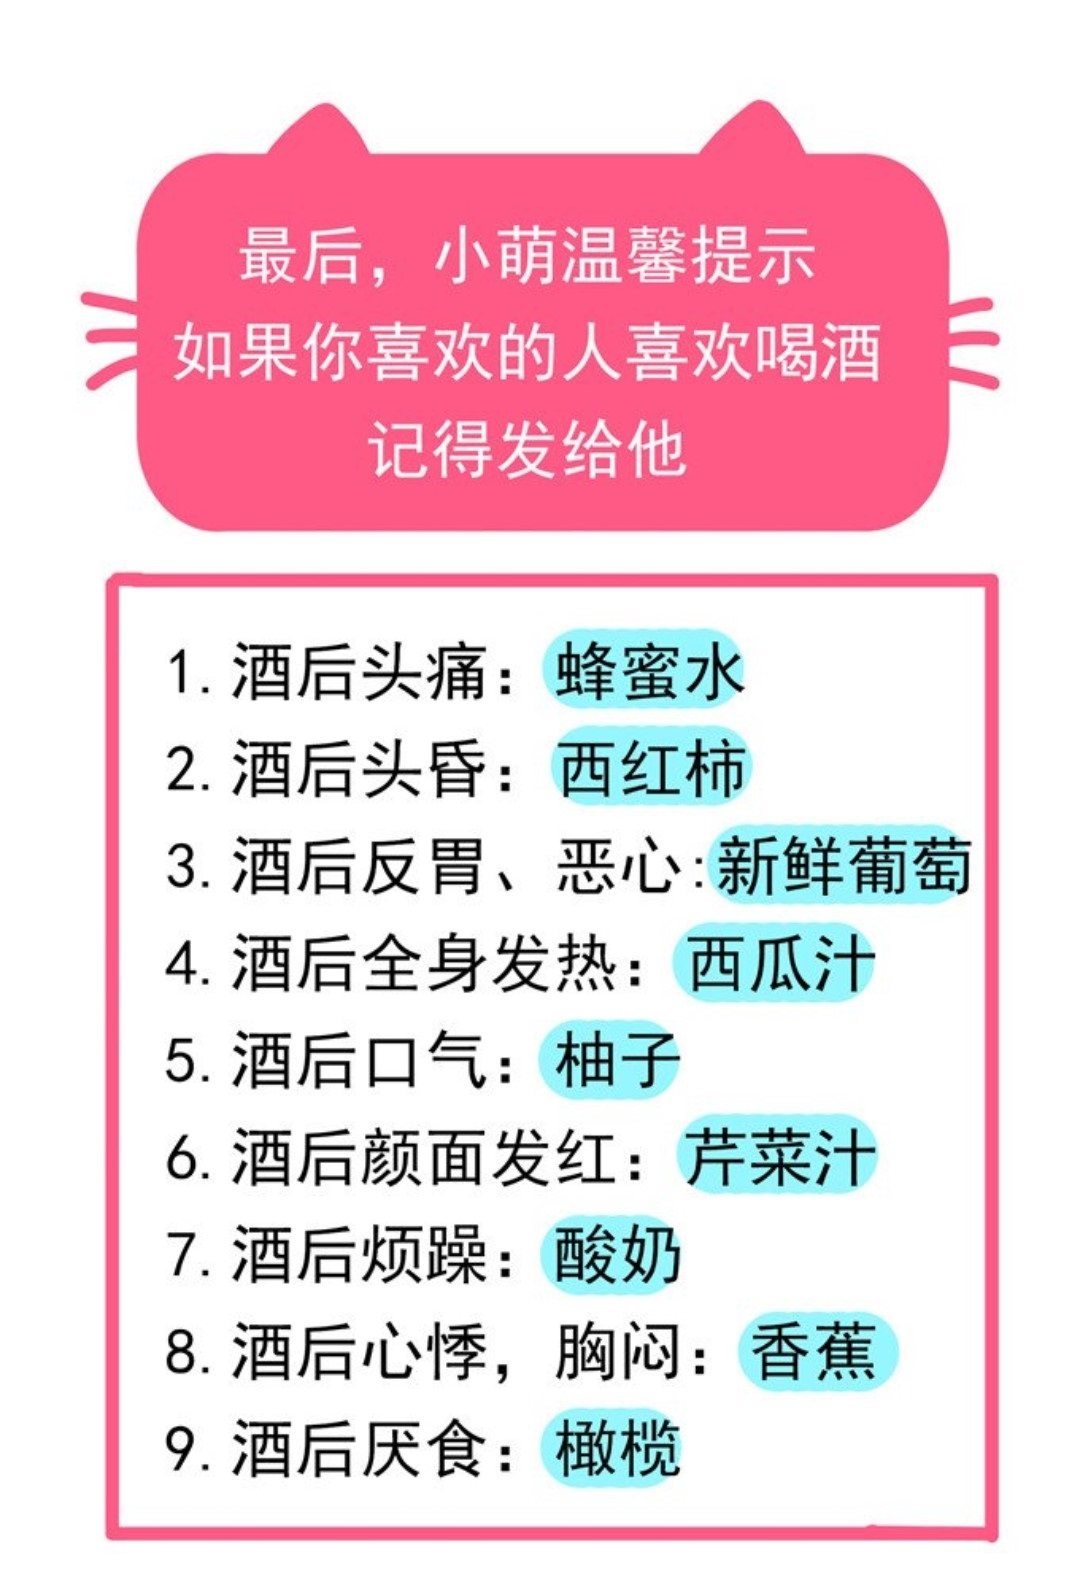 最后，小萌温馨提示
如果你喜欢的人喜欢喝酒
记得发给他
1. 酒后头痛：蜂蜜水
2. 酒后头昏：西红柿
3. 酒后反胃、恶心:新鲜葡萄
4. 酒后全身发热：西瓜汁
5. 酒后口气：柚子
6. 酒后颜面发红：芹菜汁
7. 酒后烦躁：酸奶
8. 酒后心悸，胸闷：香蕉
9. 酒后厌食：橄榄